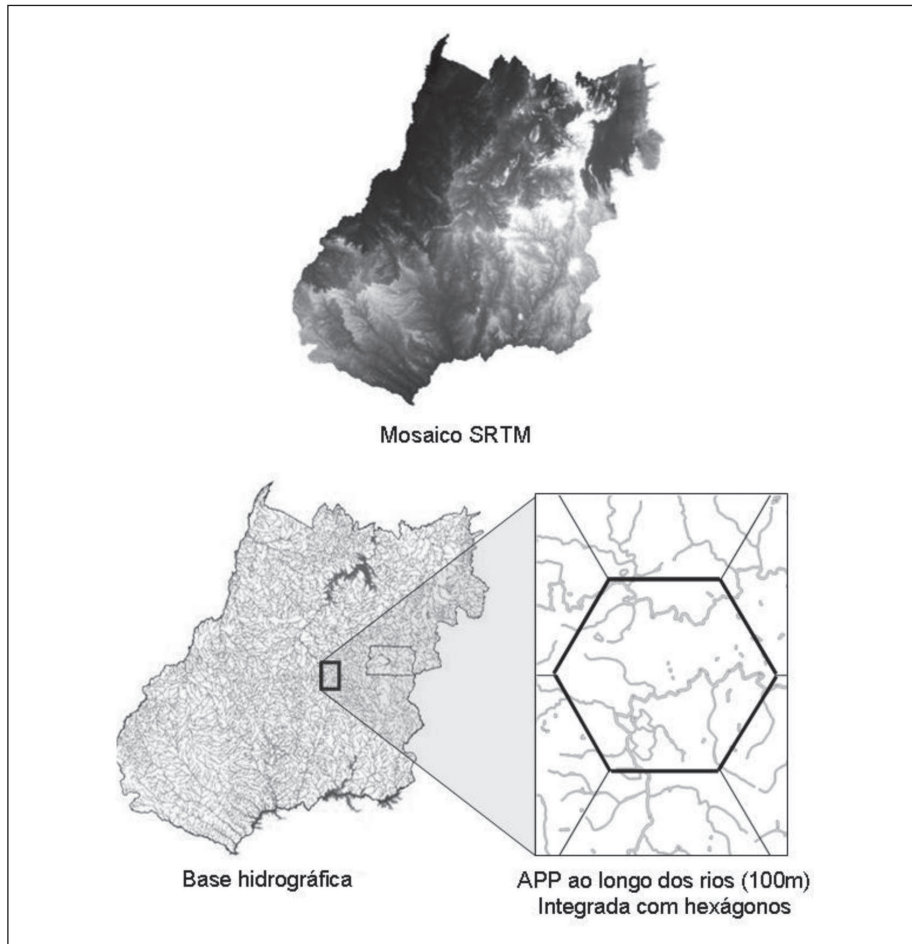 Mosaico SRTM
Base hidrográfica
APP ao longo dos rios (100m)
Integrada com hexágonos